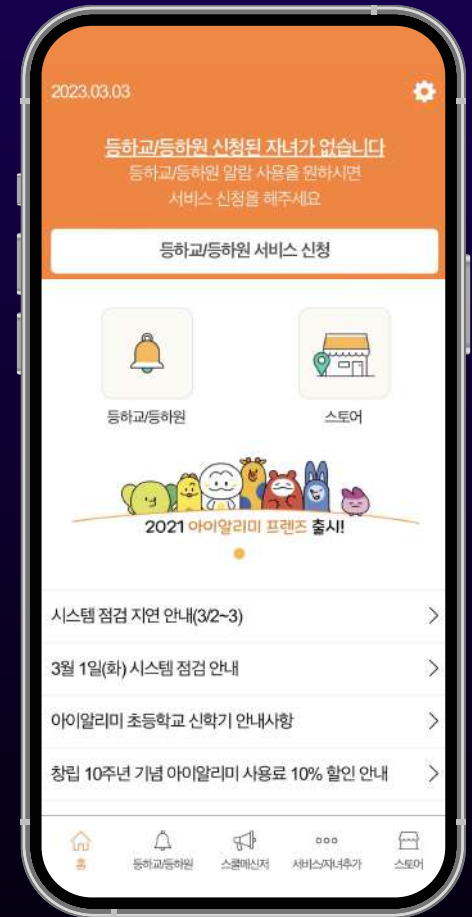 2023.03.03
등하교/등하원 신청된 자녀가 없습니다
등하교/등하원 알람 사용을 원하시면
서비스 신청을 해주세요
등하교/등하원 서비스 신청
등하교/등하원
스토어
2021 아이알리미 프렌즈 출시!
시스템 점검 지연 안내(3/2~3)
3월 1일(화) 시스템 점검 안내
아이알리미 초등학교 신학기 안내사항
창립 10주년 기념 아이알리미 사용료 10% 할인 안내
홈
등하교/등하원
스쿨메신저
서비스/자녀추가
스토어